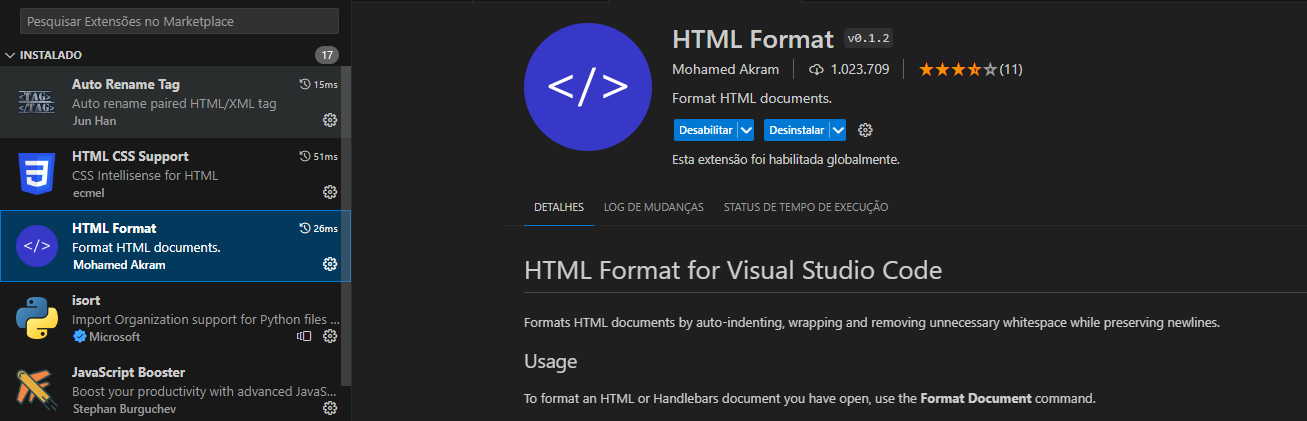 Pesquisar Extensões no Marketplace
INSTALADO 17
Auto Rename Tag 15ms
Auto rename paired HTML/XML tag
Jun Han
HTML CSS Support 51ms
CSS Intellisense for HTML
ecmel
HTML Format 26ms
Format HTML documents.
Mohamed Akram
isort
Import Organization support for Python files ...
Microsoft
JavaScript Booster
Boost your productivity with advanced JavaS...
Stephan Burguchev
<TAG>
</TAG>
3
</>
</>
HTML Format v0.1.2
Mohamed Akram 1.023.709 (11)
Format HTML documents.
Desabilitar Desinstalar
Esta extensão foi habilitada globalmente.
DETALHES LOG DE MUDANÇAS STATUS DE TEMPO DE EXECUÇÃO
HTML Format for Visual Studio Code
Formats HTML documents by auto-indenting, wrapping and removing unnecessary whitespace while preserving newlines.
Usage
To format an HTML or Handlebars document you have open, use the Format Document command.